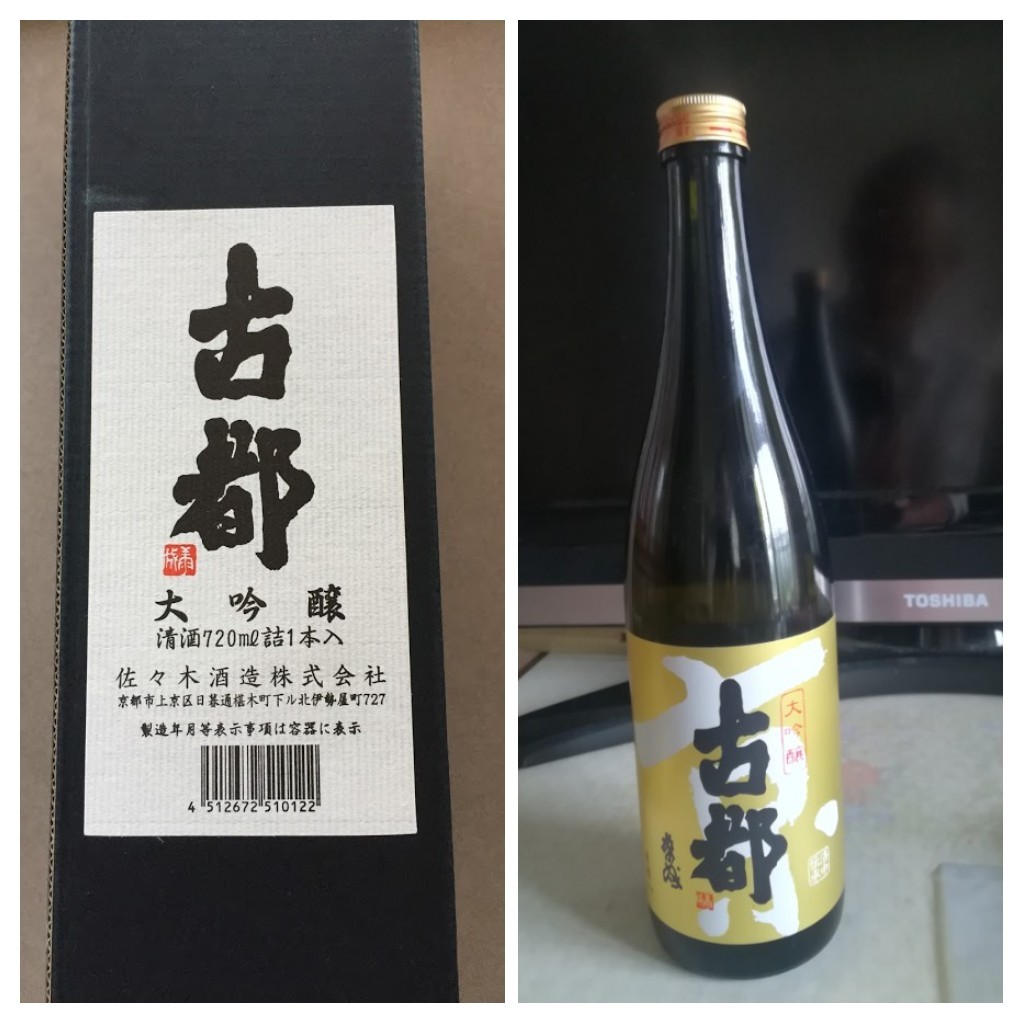 古都
大吟醸
清酒720ml詰1本入
佐々木酒造株式会社
京都市上京区日暮通椹木町下ル北伊勢屋町727
製造年月等表示事項は容器に表示
4 512672 510122
TOSHIBA
大吟醸
古都